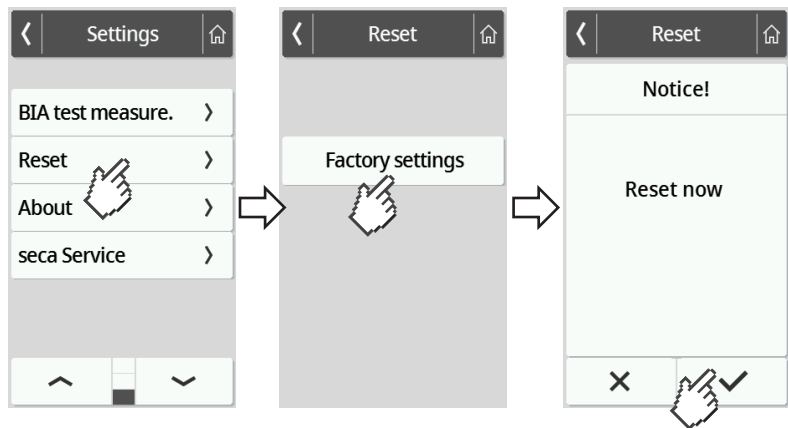 Settings
BIA test measure.
Reset
About
seca Service
Reset
Factory settings
Reset
Notice!
Reset now